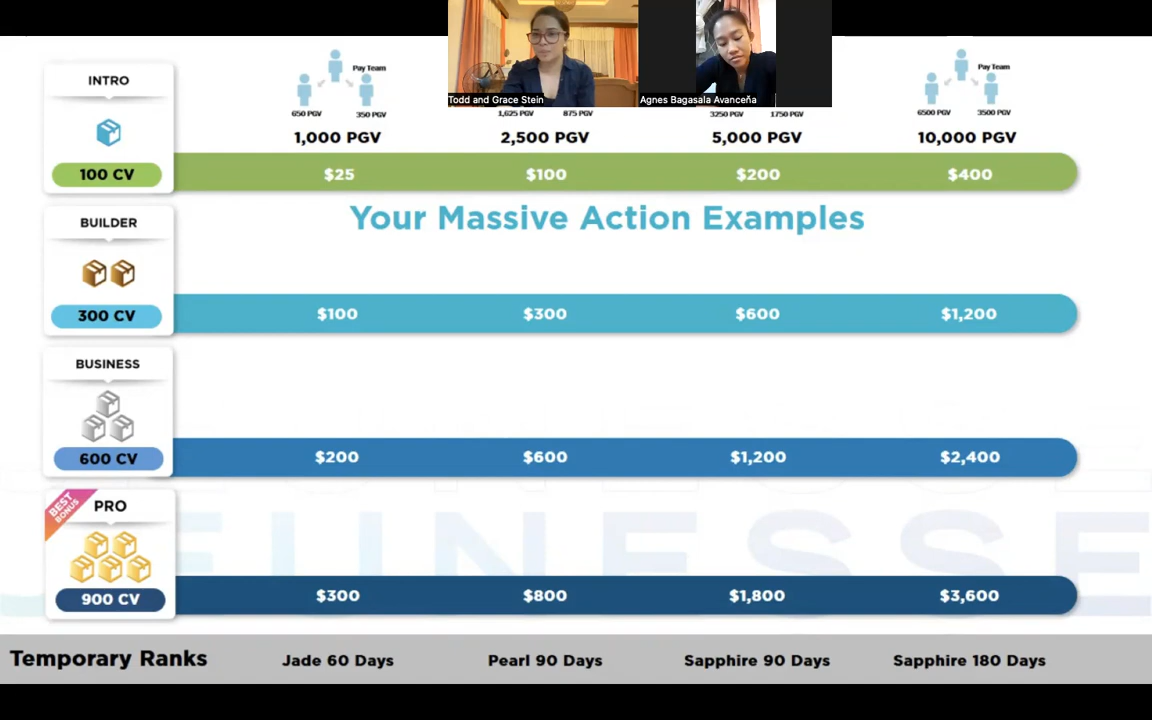 Todd and Grace Stein
Agnes Bagasala Avanceña
INTRO
Pay Team
Pay Team
650 PGV 350 PGV 1,625 PGV 875 PGV 3250 PGV 1750 PGV 6500 PGV 3500 PGV
1,000 PGV 2,500 PGV 5,000 PGV 10,000 PGV
100 CV $25 $100 $200 $400
Your Massive Action Examples
BUILDER
300 CV $100 $300 $600 $1,200
BUSINESS
600 CV $200 $600 $1,200 $2,400
BEST BONUS
PRO
900 CV $300 $800 $1,800 $3,600
JEUNESSE
Temporary Ranks Jade 60 Days Pearl 90 Days Sapphire 90 Days Sapphire 180 Days